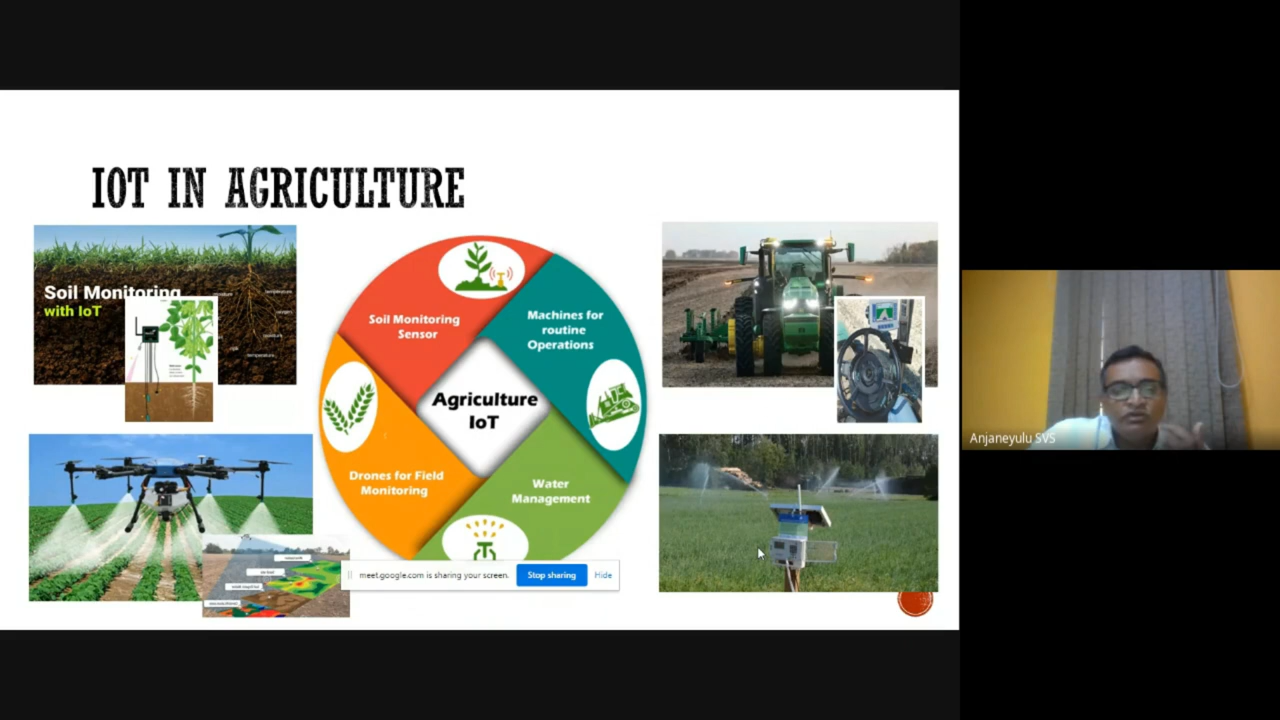 IOT IN AGRICULTURE
Soil Monitoring
with IoT
temperature
Soil Monitoring
Sensor
Machines for
routine
Operations
Agriculture
IoT
Drones for Field
Monitoring
Water
Management
meet.google.com is sharing your screen.
Stop sharing
Hide
Anjaneyulu SVS